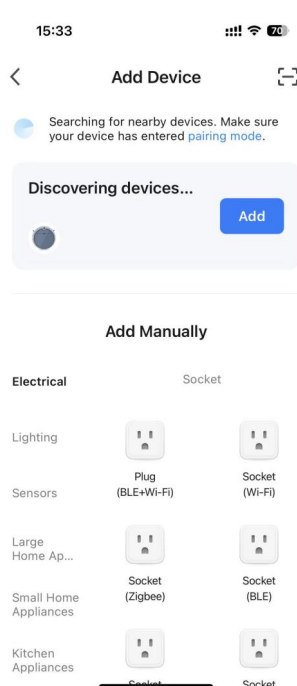 15:33
70
Add Device
Searching for nearby devices. Make sure
your device has entered pairing mode.
Discovering devices...
Add
Add Manually
Electrical
Socket
Lighting
Plug
(BLE+Wi-Fi)
Socket
(Wi-Fi)
Sensors
Large
Home Ap...
Socket
(Zigbee)
Socket
(BLE)
Small Home
Appliances
Kitchen
Appliances
Socket
Socket